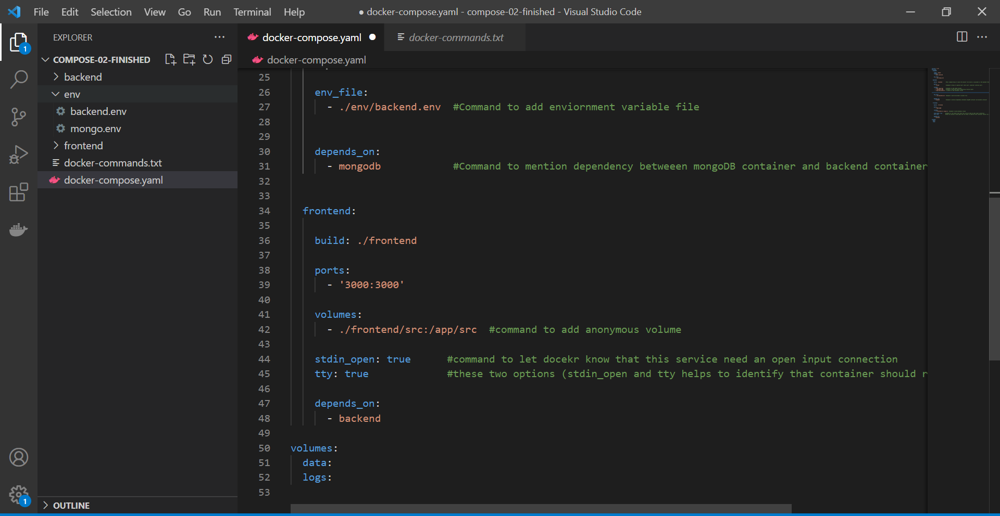 File Edit Selection View Go Run Terminal Help
● docker-compose.yaml - compose-02-finished - Visual Studio Code
EXPLORER
COMPOSE-02-FINISHED
backend
env
backend.env
mongo.env
frontend
docker-commands.txt
docker-compose.yaml
OUTLINE
1
1
docker-compose.yaml
docker-commands.txt
docker-compose.yaml
25
26 env_file:
27 - ./env/backend.env #Command to add enviornment variable file
28
29
30 depends_on:
31 - mongodb #Command to mention dependency betweeen mongoDB container and backend container
32
33
34 frontend:
35
36 build: ./frontend
37
38 ports:
39 - '3000:3000'
40
41 volumes:
42 - ./frontend/src:/app/src #command to add anonymous volume
43
44 stdin_open: true #command to let docekr know that this service need an open input connection
45 tty: true #these two options (stdin_open and tty helps to identify that container should r
46
47 depends_on:
48 - backend
49
50 volumes:
51 data:
52 logs:
53